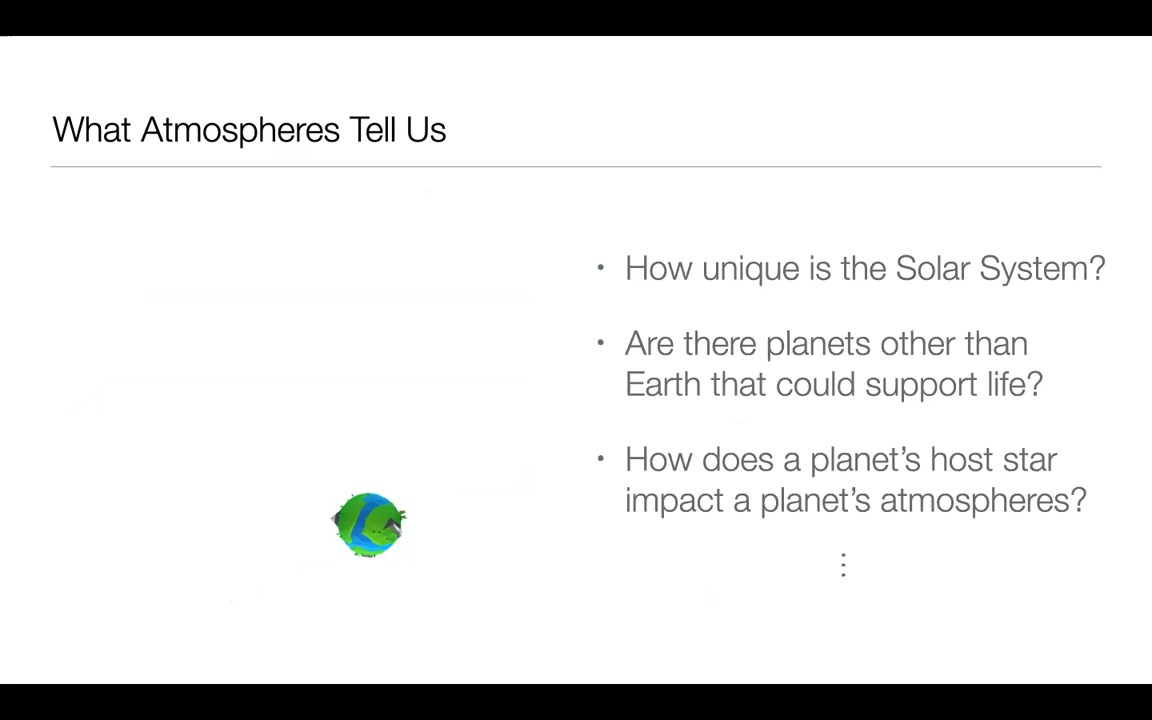 What Atmospheres Tell Us
• How unique is the Solar System?
• Are there planets other than
Earth that could support life?
• How does a planet’s host star
impact a planet’s atmospheres?
⋮